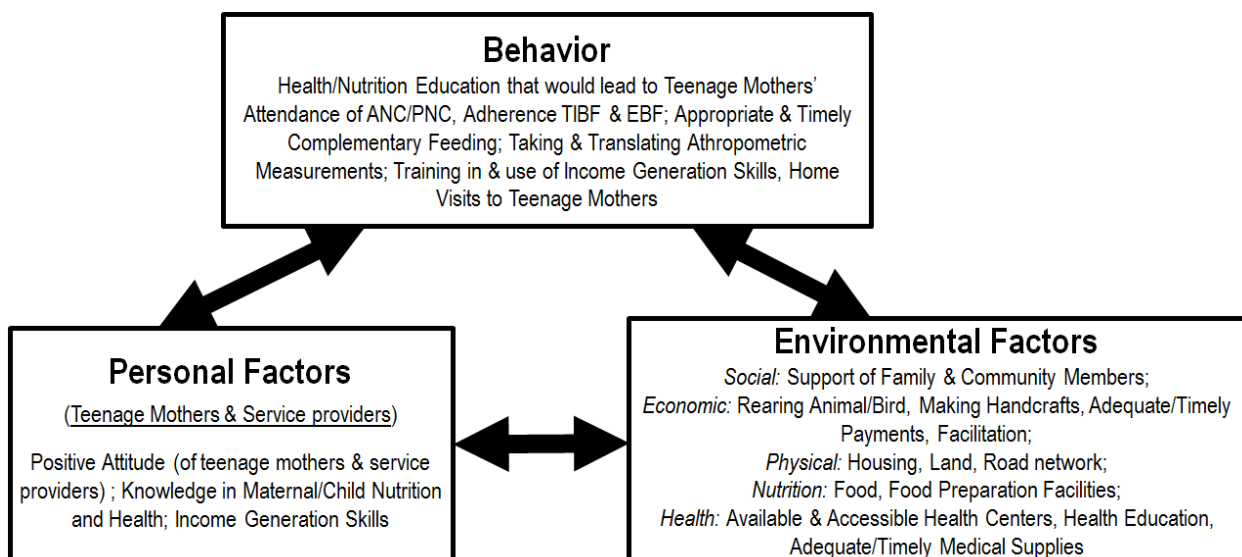 Behavior
Health/Nutrition Education that would lead to Teenage Mothers’
Attendance of ANC/PNC, Adherence TIBF & EBF; Appropriate & Timely
Complementary Feeding; Taking & Translating Athropometric
Measurements; Training in & use of Income Generation Skills, Home
Visits to Teenage Mothers
Personal Factors
(Teenage Mothers & Service providers)
Positive Attitude (of teenage mothers & service
providers) ; Knowledge in Maternal/Child Nutrition
and Health; Income Generation Skills
Environmental Factors
Social: Support of Family & Community Members;
Economic: Rearing Animal/Bird, Making Handcrafts, Adequate/Timely
Payments, Facilitation;
Physical: Housing, Land, Road network;
Nutrition: Food, Food Preparation Facilities;
Health: Available & Accessible Health Centers, Health Education,
Adequate/Timely Medical Supplies